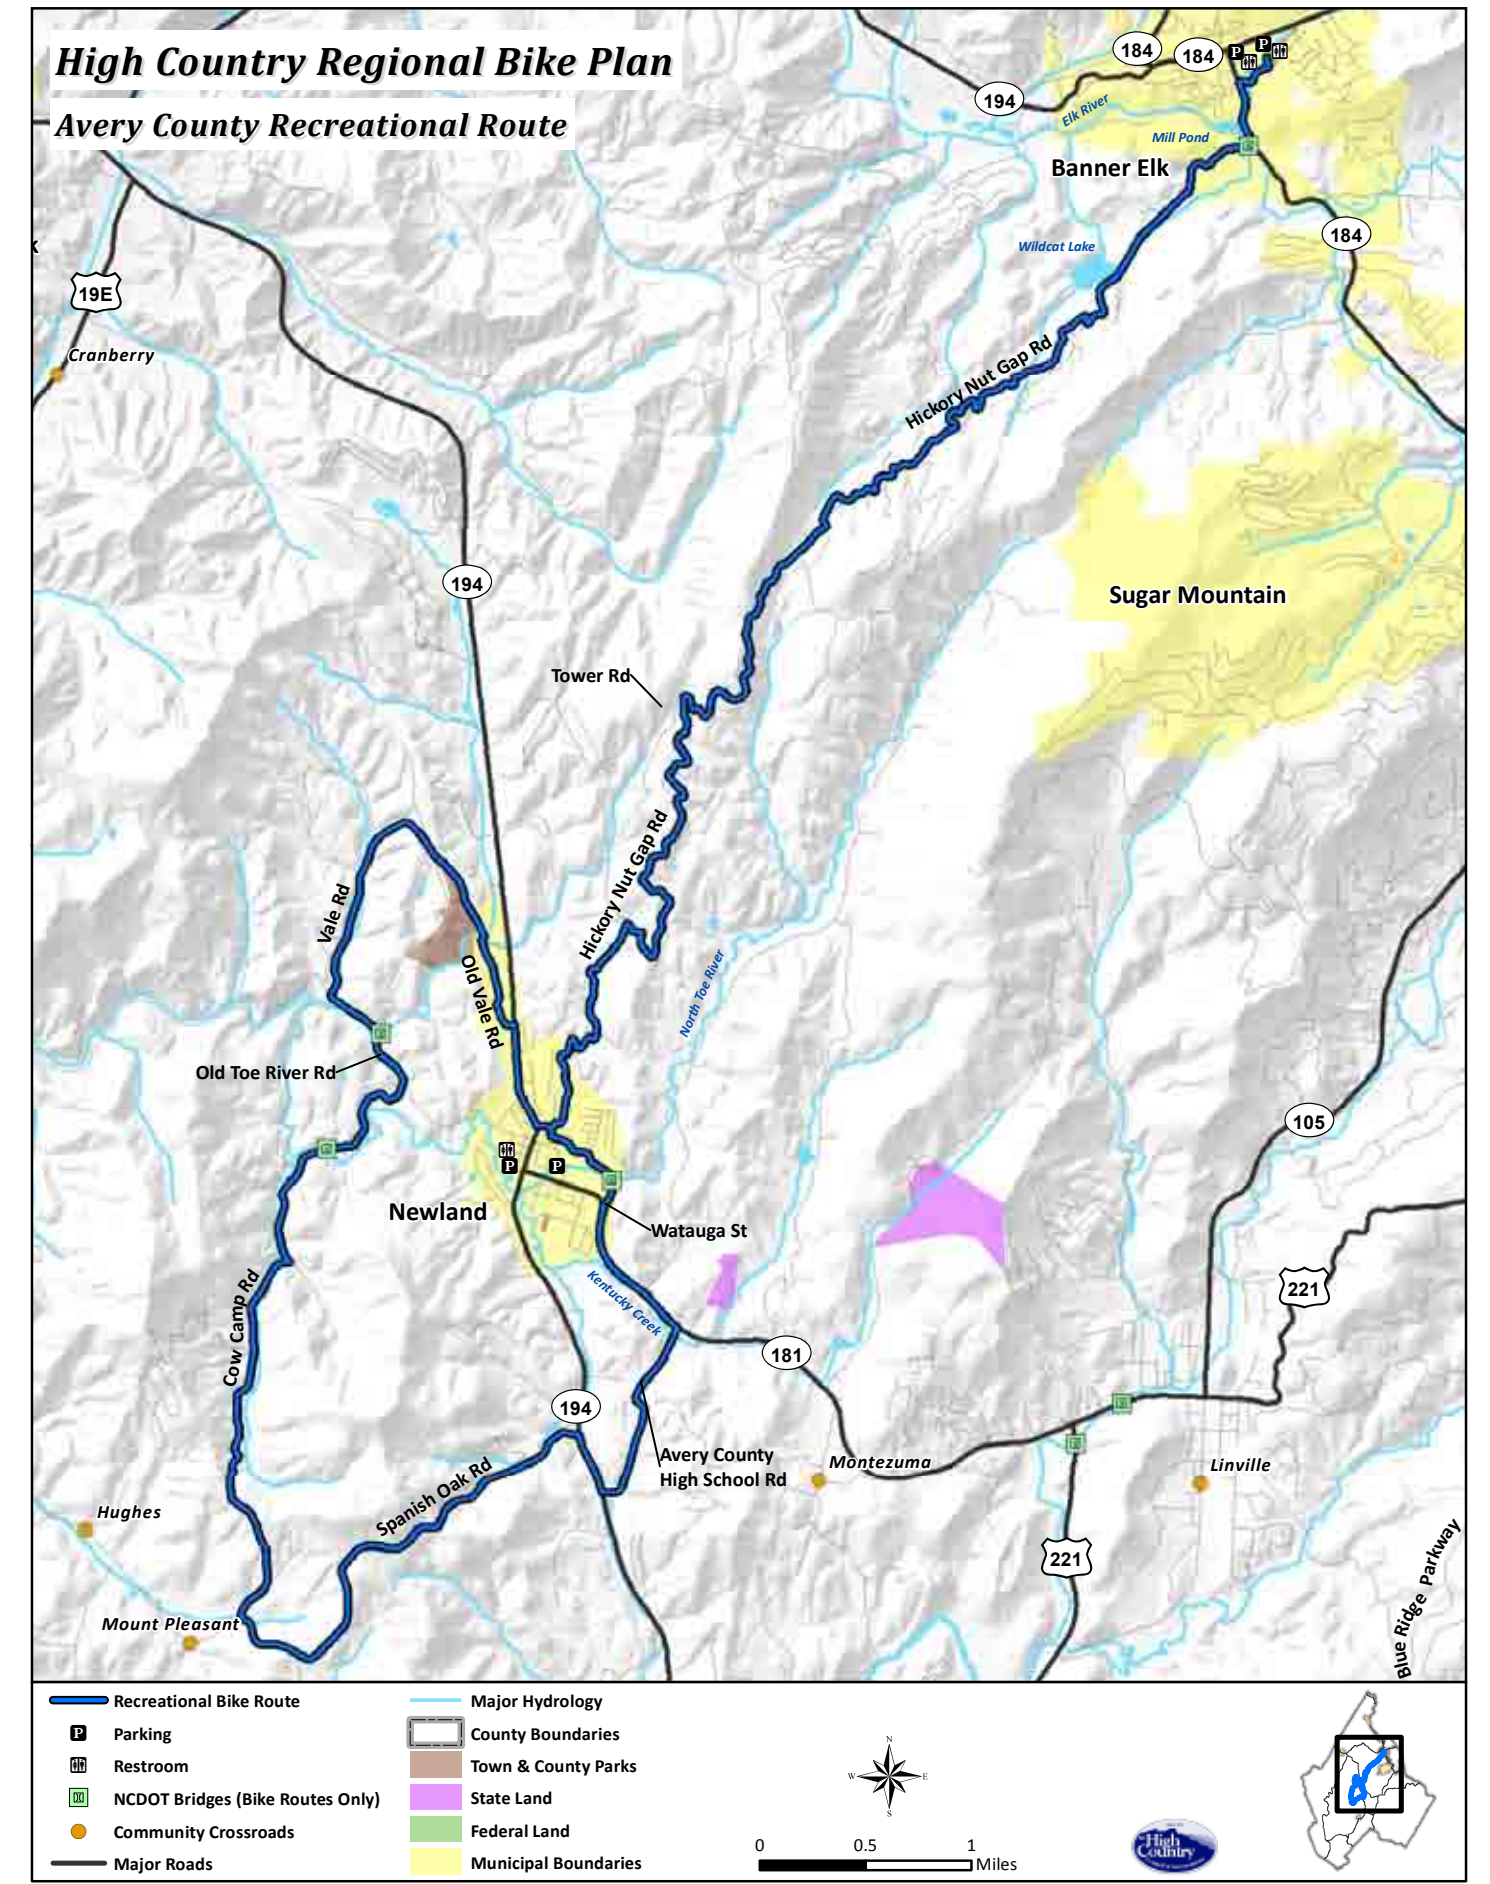 High Country Regional Bike Plan
Avery County Recreational Route
184
184
P
P
194
Elk River
Mill Pond
Banner Elk
184
Wildcat Lake
19E
Cranberry
Hickory Nut Gap Rd
194
Sugar Mountain
Tower Rd
Hickory Nut Gap Rd
Vale Rd
Old Vale Rd
North Toe River
Old Toe River Rd
105
P
P
Newland
Watauga St
Kentucky Creek
221
Cow Camp Rd
181
194
Avery County
High School Rd
Montezuma
Linville
Spanish Oak Rd
Hughes
221
Blue Ridge Parkway
Mount Pleasant
Recreational Bike Route
P
Parking
Restroom
NCDOT Bridges (Bike Routes Only)
Community Crossroads
Major Roads
Major Hydrology
County Boundaries
Town & County Parks
State Land
Federal Land
Municipal Boundaries
N
W
E
S
0
0.5
1
Miles
High
Country